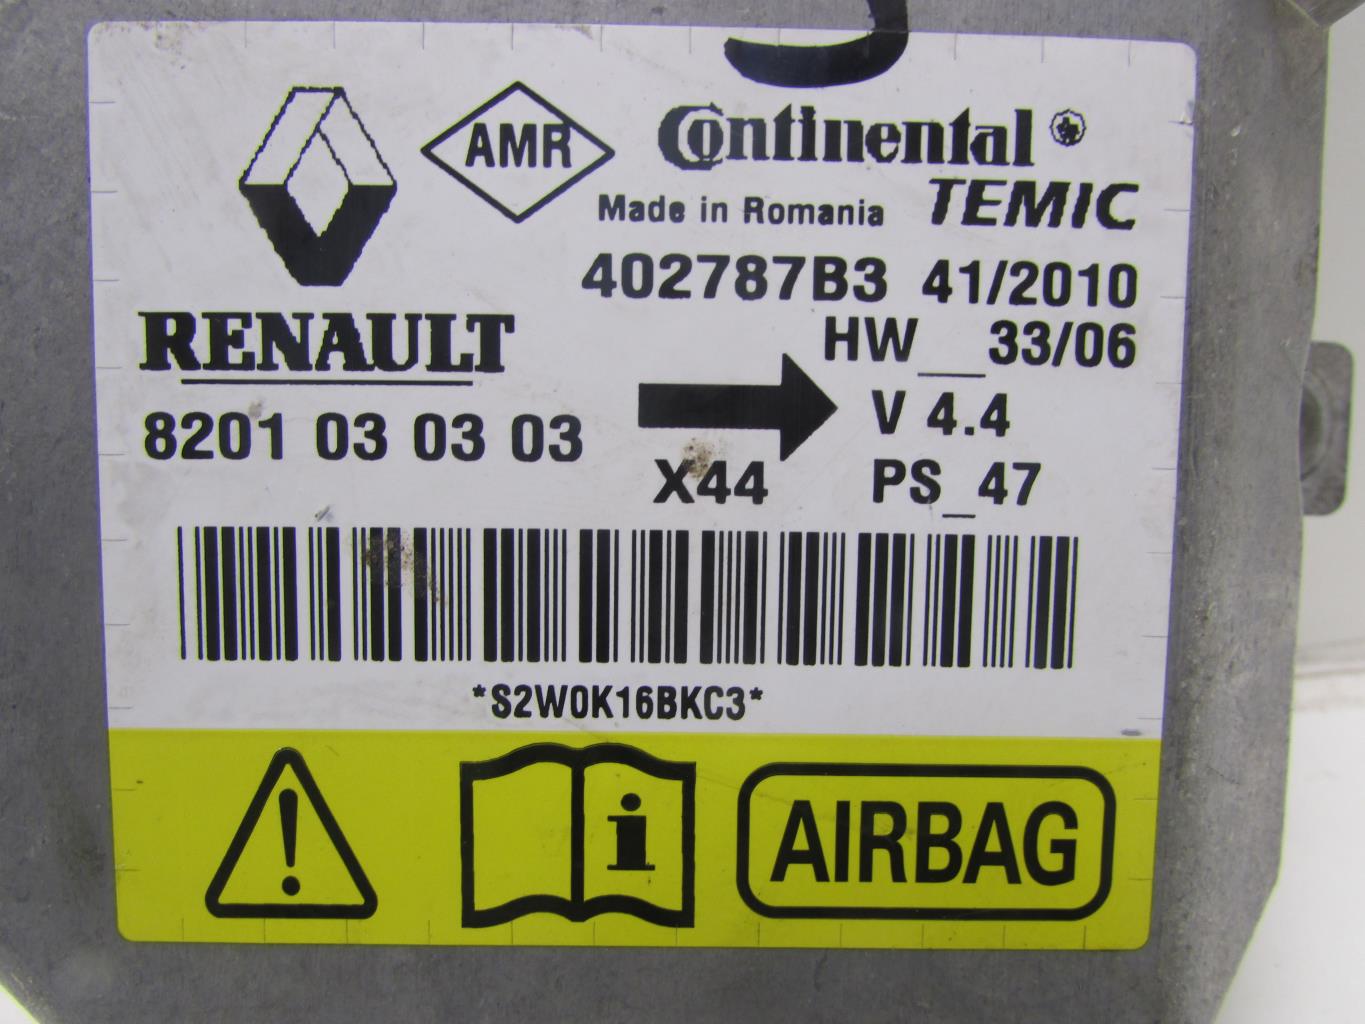 AMR
Continental
Made in Romania TEMIC
402787B3 41/2010
RENAULT
HW__33/06
8201 03 03 03
V 4.4
X44
PS_47
*S2W0K16BKC3*
i
AIRBAG